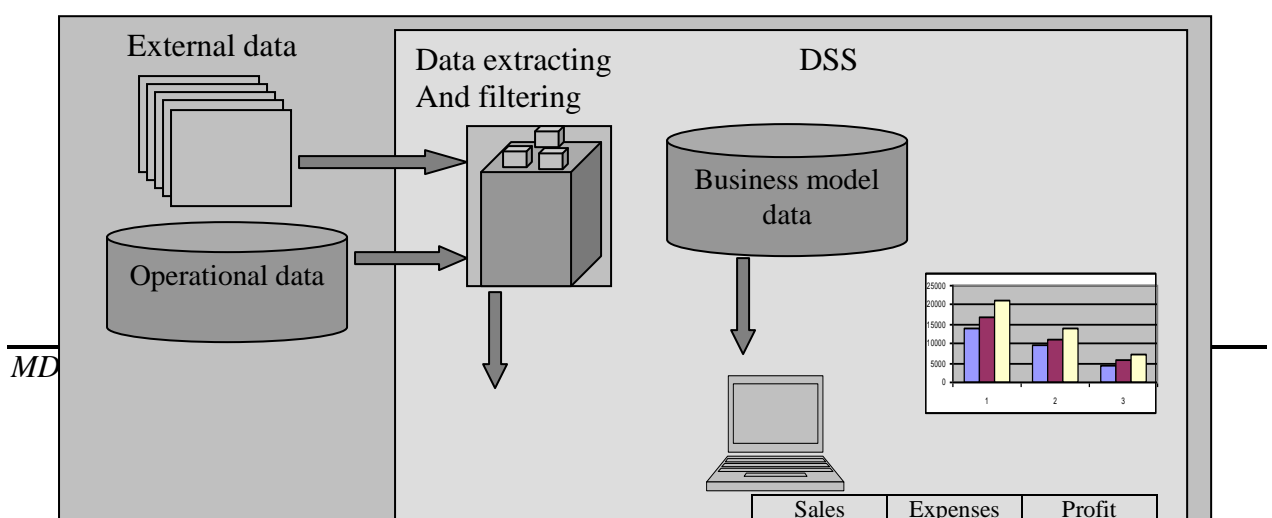 External data
Data extracting
And filtering
DSS
Business model
data
Operational data
25000
20000
15000
10000
5000
0
1 2 3
MD
Sales Expenses Profit